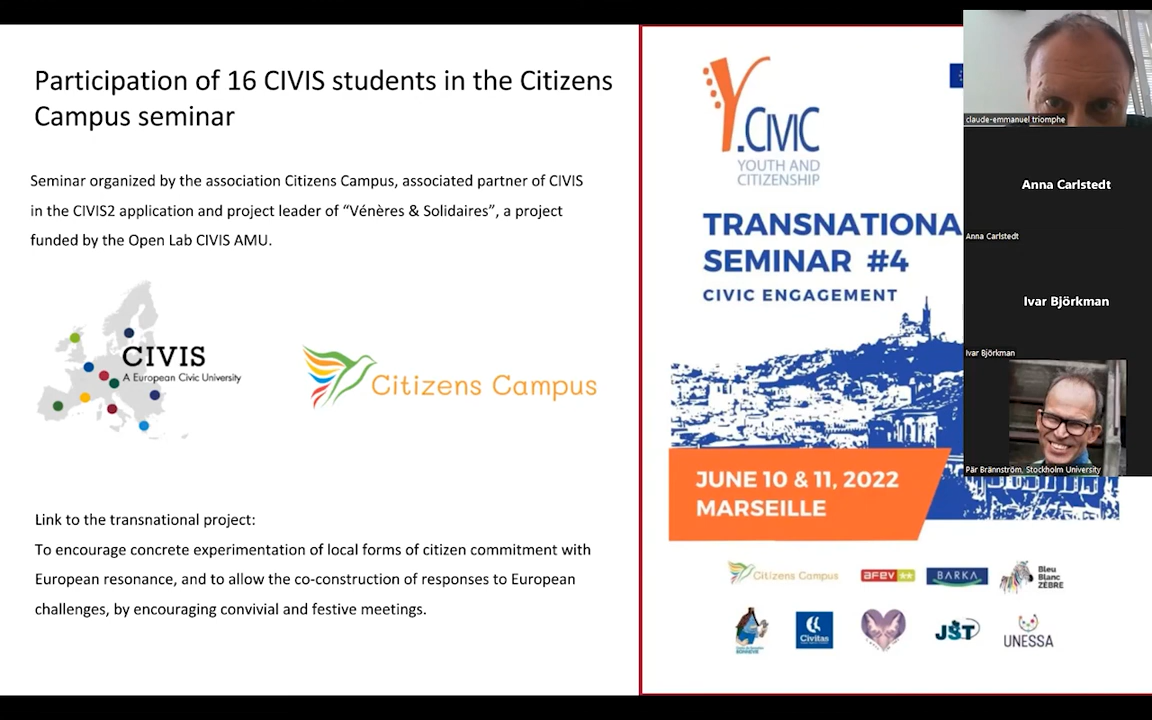 Participation of 16 CIVIS students in the Citizens
Campus seminar
Seminar organized by the association Citizens Campus, associated partner of CIVIS
in the CIVIS2 application and project leader of “Vénères & Solidaires”, a project
funded by the Open Lab CIVIS AMU.
CIVIS
A European Civic University
Citizens Campus
Link to the transnational project:
To encourage concrete experimentation of local forms of citizen commitment with
European resonance, and to allow the co-construction of responses to European
challenges, by encouraging convivial and festive meetings.
Y.CIVIC
YOUTH AND
CITIZENSHIP
TRANSNATIONA
SEMINAR #4
CIVIC ENGAGEMENT
JUNE 10 & 11, 2022
MARSEILLE
Citizens Campus
afev
BARKA
Bleu
Blanc
ZÈBRE
Civitas
JST
UNESSA
claude-emmanuel triomphe
Anna Carlstedt
Anna Carlstedt
Ivar Björkman
Ivar Björkman
Pär Brännström, Stockholm University